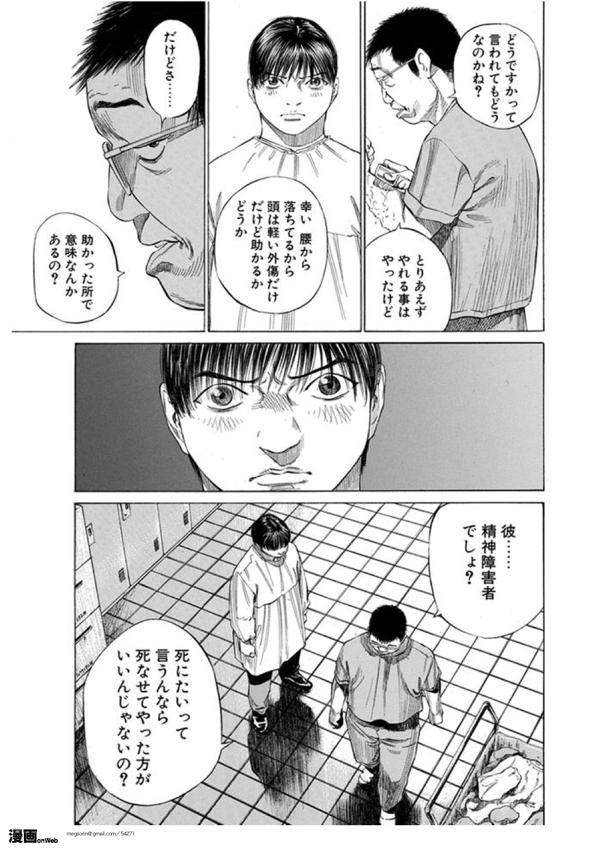 どうですかって
言われてもどう
なのかね?
とりあえず
やれる事は
やったけど
幸い 腰から
落ちてるから
頭は軽い外傷だけ
だけど助かるか
どうか
だけどさ……
助かった所で
意味なんか
あるの?
彼……
精神障害者
でしょ?
死にたいって
言うんなら
死なせてやった方が
いいんじゃないの?
漫画 on Web
megaorin@gmail.com/54271